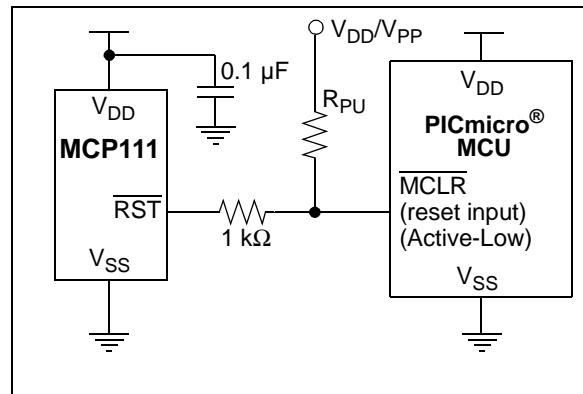 V_DD/V_PP
0.1 µF
R_PU
V_DD
MCP111
RST
V_SS
1 kΩ
V_DD
PICmicro®
MCU
MCLR
(reset input)
(Active-Low)
V_SS